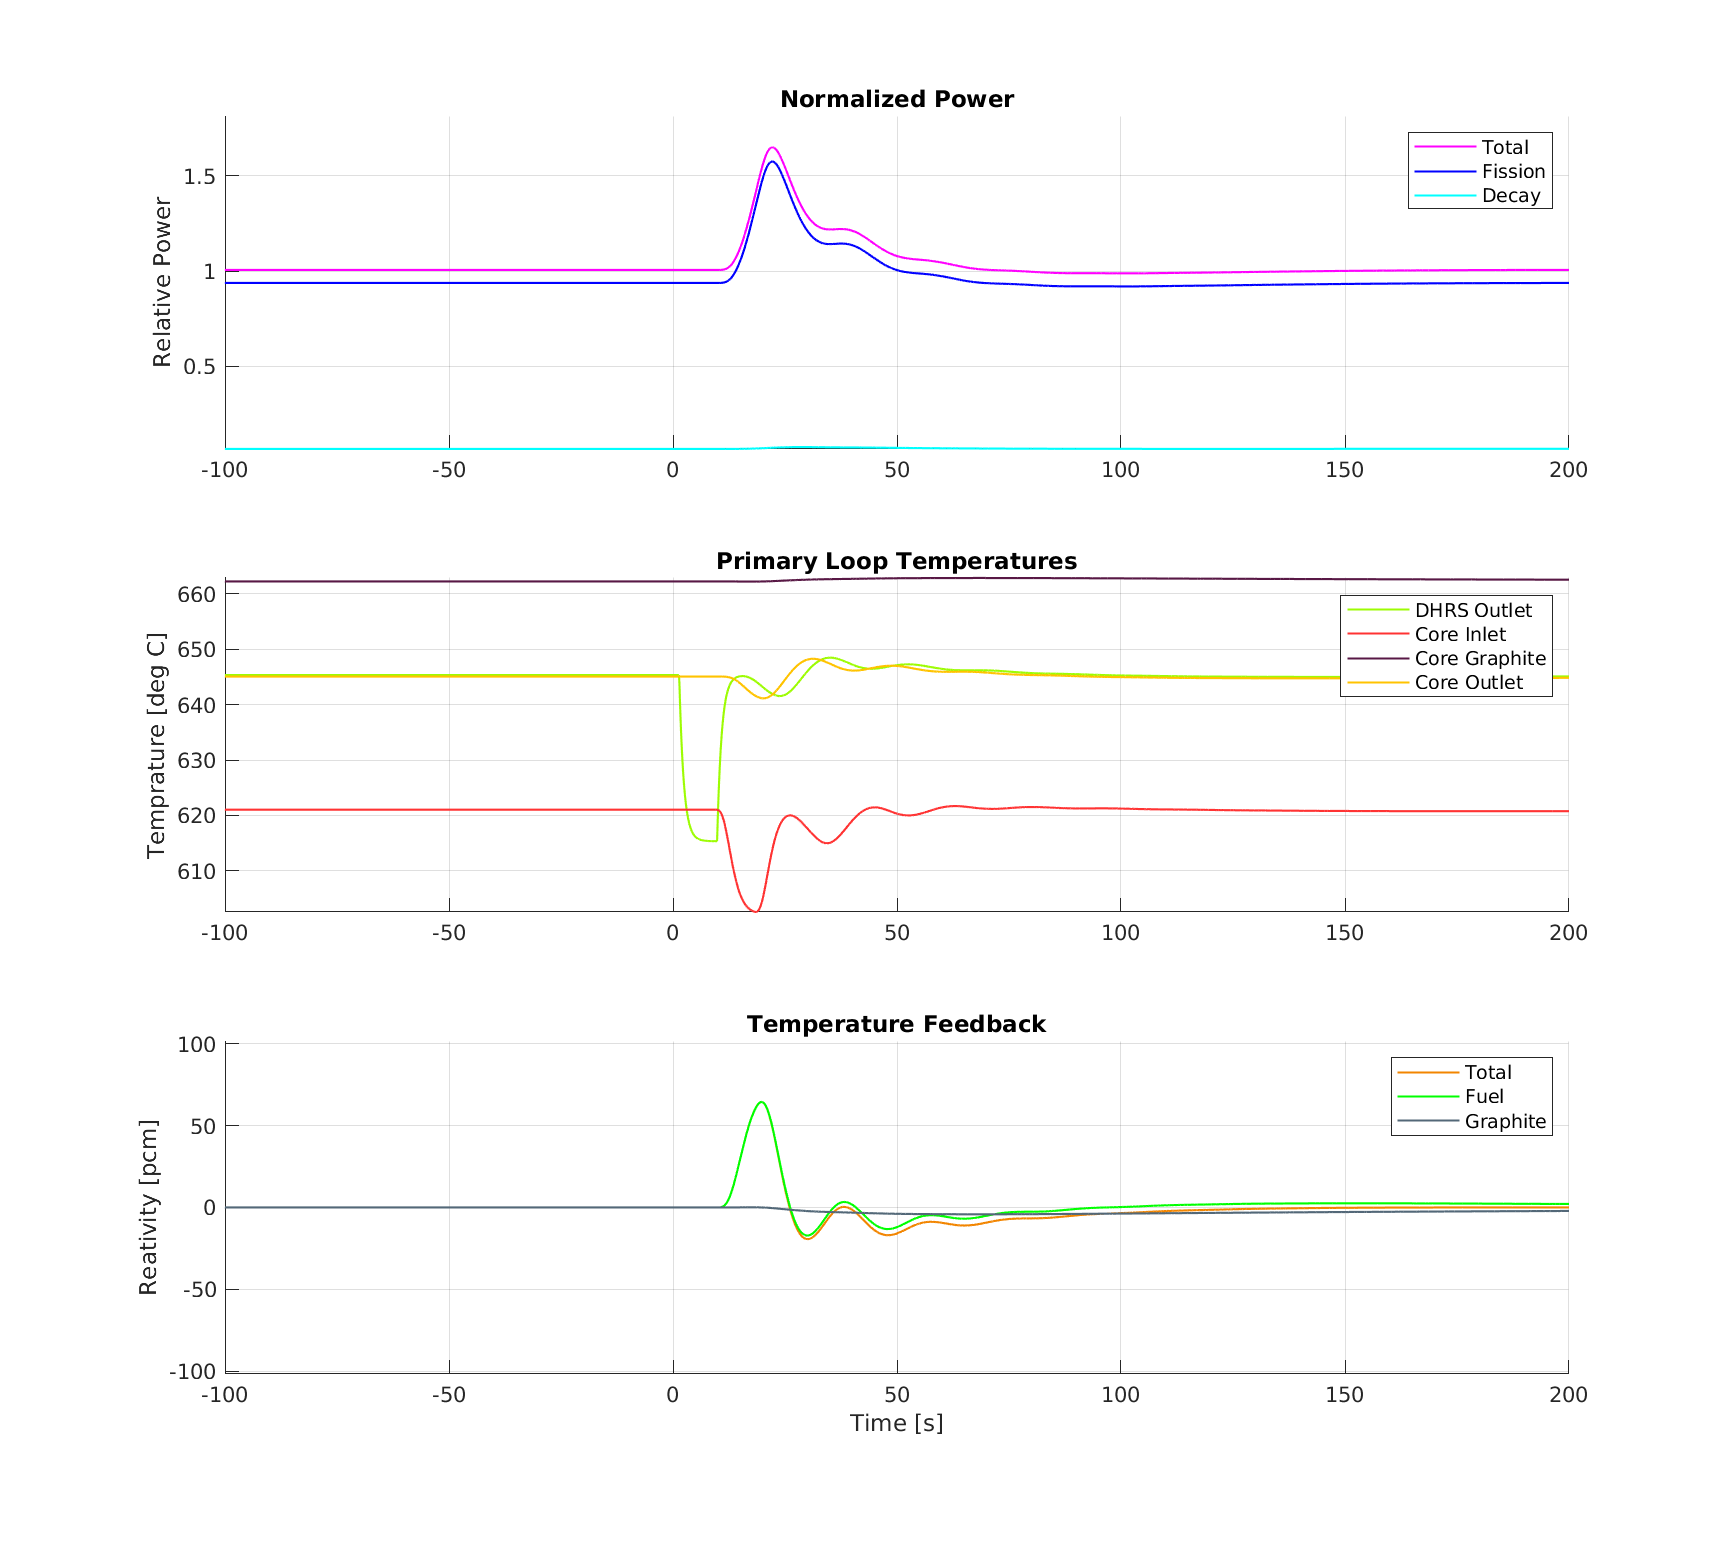 Normalized Power
Relative Power
1.5
1
0.5
Total
Fission
Decay
-100 -50 0 50 100 150 200
Primary Loop Temperatures
Temprature [deg C]
660
650
640
630
620
610
DHRS Outlet
Core Inlet
Core Graphite
Core Outlet
-100 -50 0 50 100 150 200
Temperature Feedback
Reativity [pcm]
100
50
0
-50
-100
Total
Fuel
Graphite
-100 -50 0 50 100 150 200
Time [s]